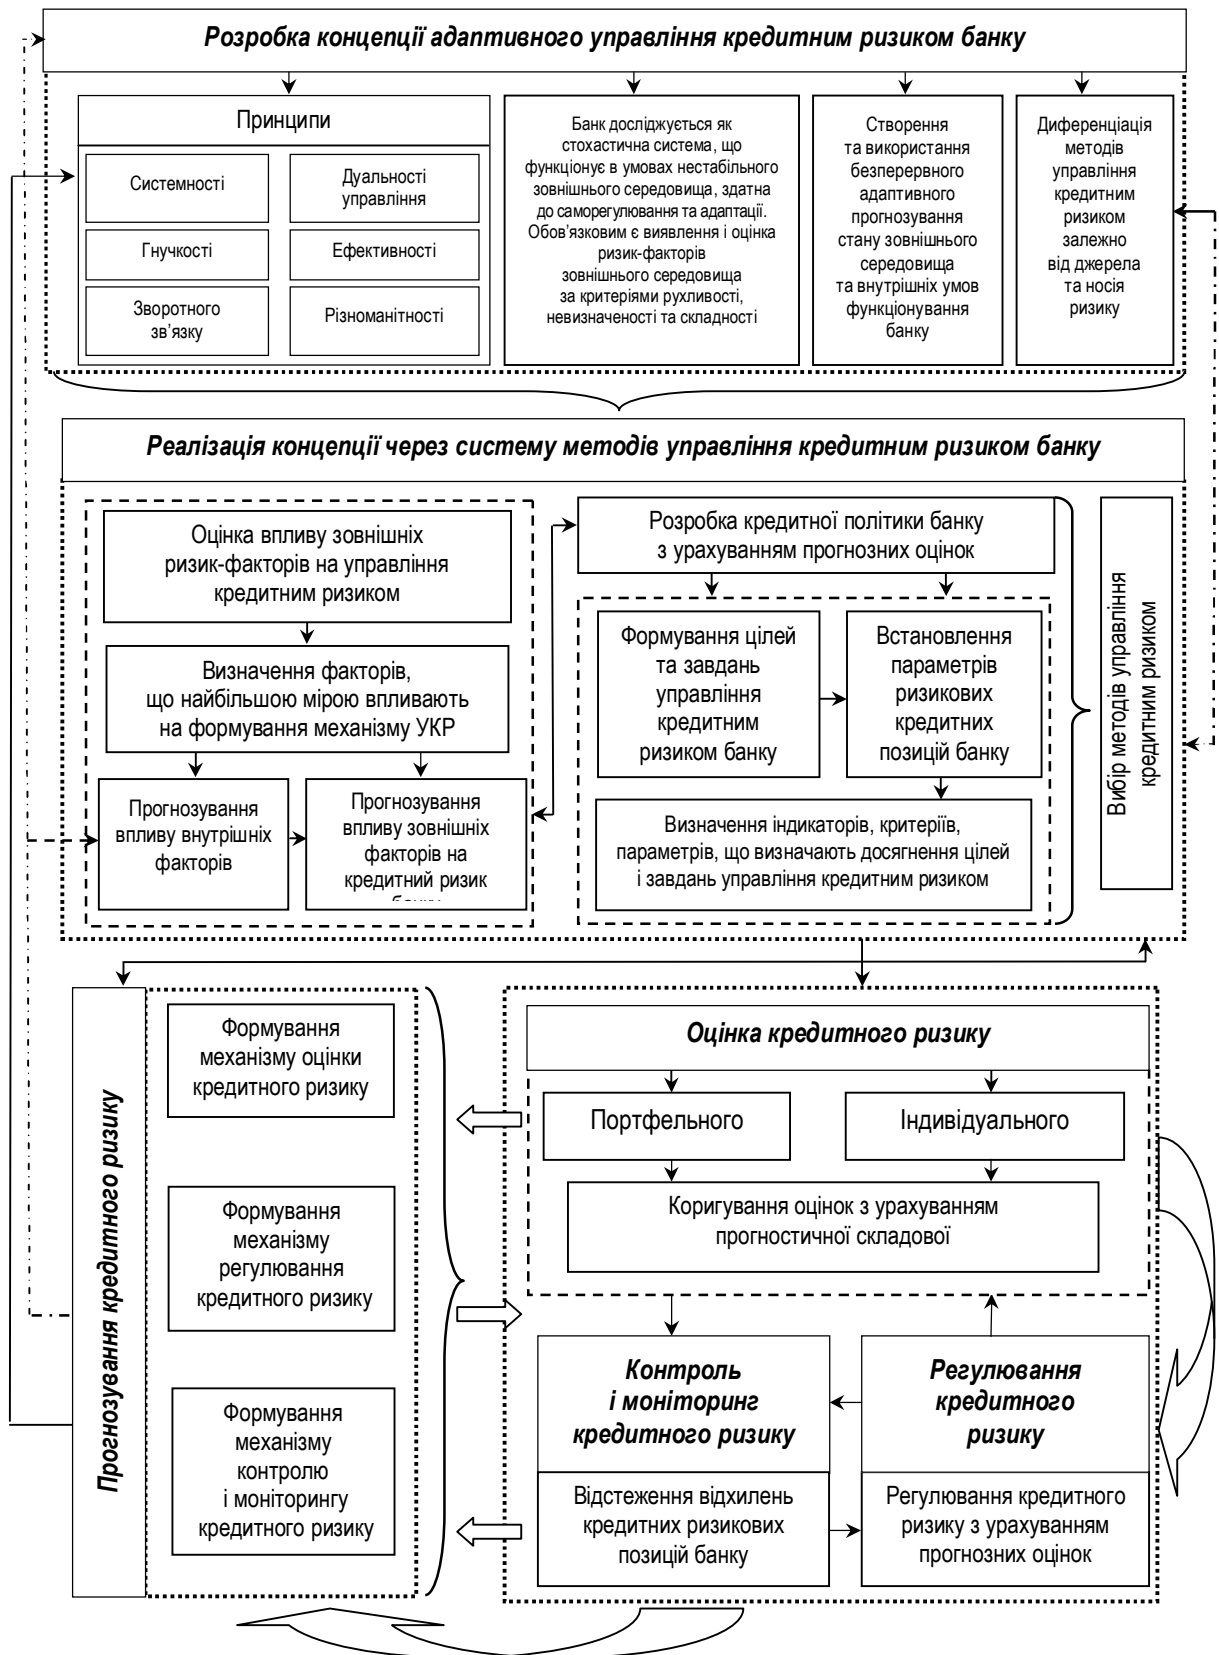 Розробка концепції адаптивного управління кредитним ризиком банку
Принципи
Системності
Дуальності
управління
Гнучкості
Ефективності
Зворотного
зв’язку
Різноманітності
Банк досліджується як
стохастична система, що
функціонує в умовах нестабільного
зовнішнього середовища, здатна
до саморегулювання та адаптації.
Обов’язковим є виявлення і оцінка
ризик-факторів
зовнішнього середовища
за критеріями рухливості,
невизначеності та складності
Створення
та використання
безперервного
адаптивного
прогнозування
стану зовнішнього
середовища
та внутрішніх умов
функціонування
банку
Диференціація
методів
управління
кредитним
ризиком
залежно
від джерела
та носія
ризику
Реалізація концепції через систему методів управління кредитним ризиком банку
Оцінка впливу зовнішніх
ризик-факторів на управління
кредитним ризиком
Визначення факторів,
що найбільшою мірою впливають
на формування механізму УКР
Прогнозування
впливу внутрішніх
факторів
Прогнозування
впливу зовнішніх
факторів на
кредитний ризик
Розробка кредитної політики банку
з урахуванням прогнозних оцінок
Формування цілей
та завдань
управління
кредитним
ризиком банку
Встановлення
параметрів
ризикових
кредитних
позицій банку
Визначення індикаторів, критеріїв,
параметрів, що визначають досягнення цілей
і завдань управління кредитним ризиком
Вибір методів управління
кредитним ризиком
Прогнозування кредитного ризику
Формування
механізму оцінки
кредитного ризику
Формування
механізму
регулювання
кредитного ризику
Формування
механізму
контролю
і моніторингу
кредитного ризику
Оцінка кредитного ризику
Портфельного
Індивідуального
Коригування оцінок з урахуванням
прогностичної складової
Контроль
і моніторинг
кредитного ризику
Відстеження відхилень
кредитних ризикових
позицій банку
Регулювання
кредитного
ризику
Регулювання кредитного
ризику з урахуванням
прогнозних оцінок